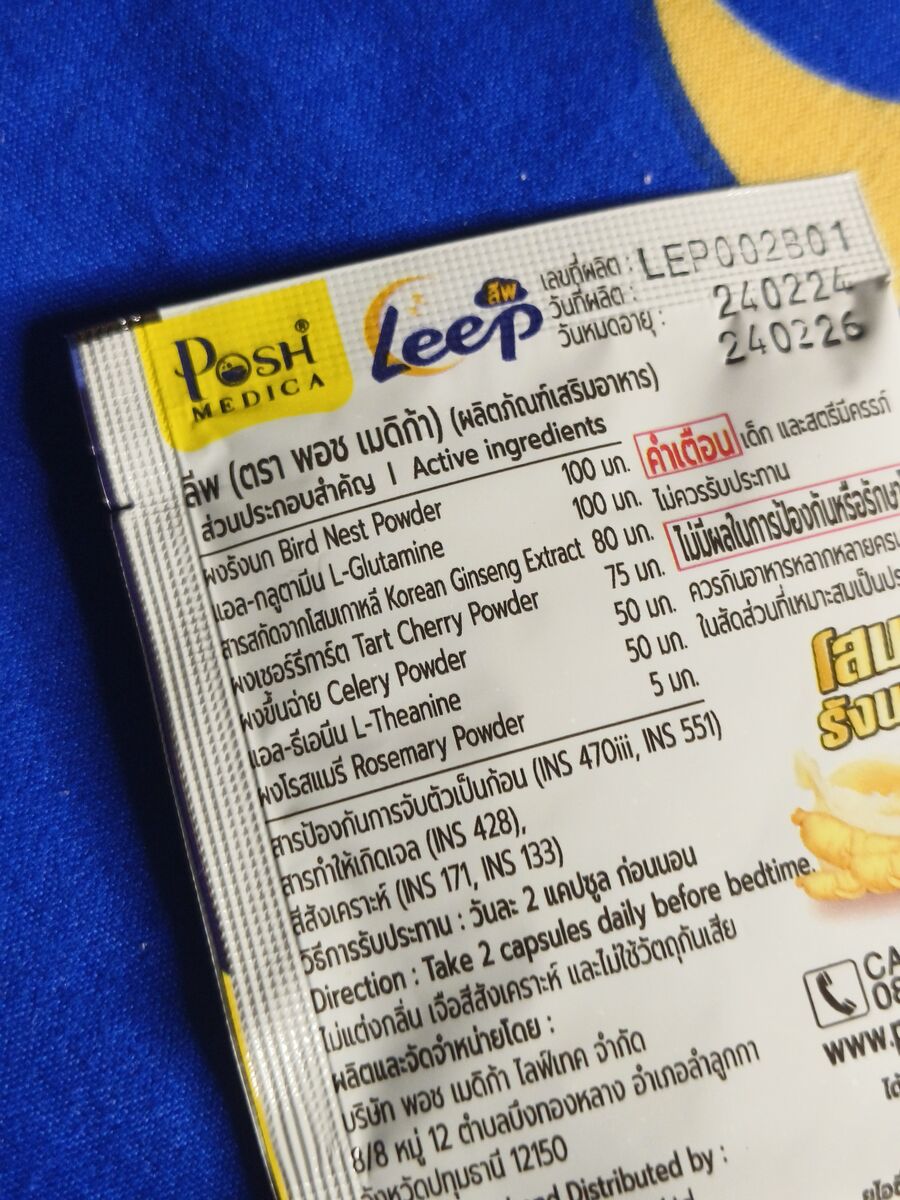 POSH®
MEDICA
Leep
ลีพ
เลขที่ผลิต : LEP002301
วันที่ผลิต : 240224
วันหมดอายุ : 240226
ลีพ (ตรา พอช เมดิก้า) (ผลิตภัณฑ์เสริมอาหาร)
ส่วนประกอบสำคัญ | Active ingredients
ผงรังนก Bird Nest Powder 100 มก.
แอล-กลูตามีน L-Glutamine 100 มก.
สารสกัดจากโสมเกาหลี Korean Ginseng Extract 80 มก.
ผงเชอร์รีทาร์ต Tart Cherry Powder 75 มก.
ผงขึ้นฉ่าย Celery Powder 50 มก.
แอล-ธีเอนีน L-Theanine 50 มก.
ผงโรสแมรี Rosemary Powder 5 มก.
สารป้องกันการจับตัวเป็นก้อน (INS 470iii, INS 551)
สารทำให้เกิดเจล (INS 428),
สีสังเคราะห์ (INS 171, INS 133)
วิธีการรับประทาน : วันละ 2 แคปซูล ก่อนนอน
Direction : Take 2 capsules daily before bedtime.
ไม่แต่งกลิ่น เจือสีสังเคราะห์ และไม่ใช้วัตถุกันเสีย
ผลิตและจัดจำหน่ายโดย :
บริษัท พอช เมดิก้า ไลฟ์เทค จำกัด
8/8 หมู่ 12 ตำบลบึงทองหลาง อำเภอลำลูกกา
จังหวัดปทุมธานี 12150
and Distributed by :
คำเตือน เด็ก และสตรีมีครรภ์
ไม่ควรรับประทาน
ไม่มีผลในการป้องกันหรือรักษา
ควรกินอาหารหลากหลายครบ
ในสัดส่วนที่เหมาะสมเป็น
โสม
รังน
CA
08
www.p